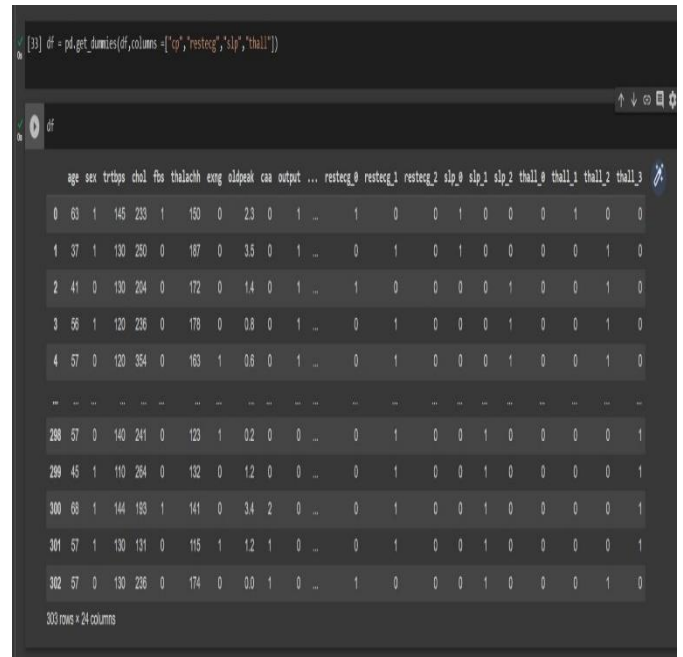 [33] df = pd.get_dummies(df,columns =["cp","restecg","slp","thall"])
0s
0s df
age sex trtbps chol fbs thalachh exng oldpeak caa output ... restecg_0 restecg_1 restecg_2 slp_0 slp_1 slp_2 thall_0 thall_1 thall_2 thall_3
0 63 1 145 233 1 150 0 2.3 0 1 ... 1 0 0 1 0 0 0 1 0 0
1 37 1 130 250 0 187 0 3.5 0 1 ... 0 1 0 1 0 0 0 0 1 0
2 41 0 130 204 0 172 0 1.4 0 1 ... 1 0 0 0 0 1 0 0 1 0
3 56 1 120 236 0 178 0 0.8 0 1 ... 0 1 0 0 0 1 0 0 1 0
4 57 0 120 354 0 163 1 0.6 0 1 ... 0 1 0 0 0 1 0 0 1 0
... ... ... ... ... ... ... ... ... ... ... ... ... ... ... ... ... ... ... ... ... ...
298 57 0 140 241 0 123 1 0.2 0 0 ... 0 1 0 0 1 0 0 0 0 1
299 45 1 110 264 0 132 0 1.2 0 0 ... 0 1 0 0 1 0 0 0 0 1
300 68 1 144 193 1 141 0 3.4 2 0 ... 0 1 0 0 1 0 0 0 0 1
301 57 1 130 131 0 115 1 1.2 1 0 ... 0 1 0 0 1 0 0 0 0 1
302 57 0 130 236 0 174 0 0.0 1 0 ... 1 0 0 0 1 0 0 0 1 0
303 rows × 24 columns